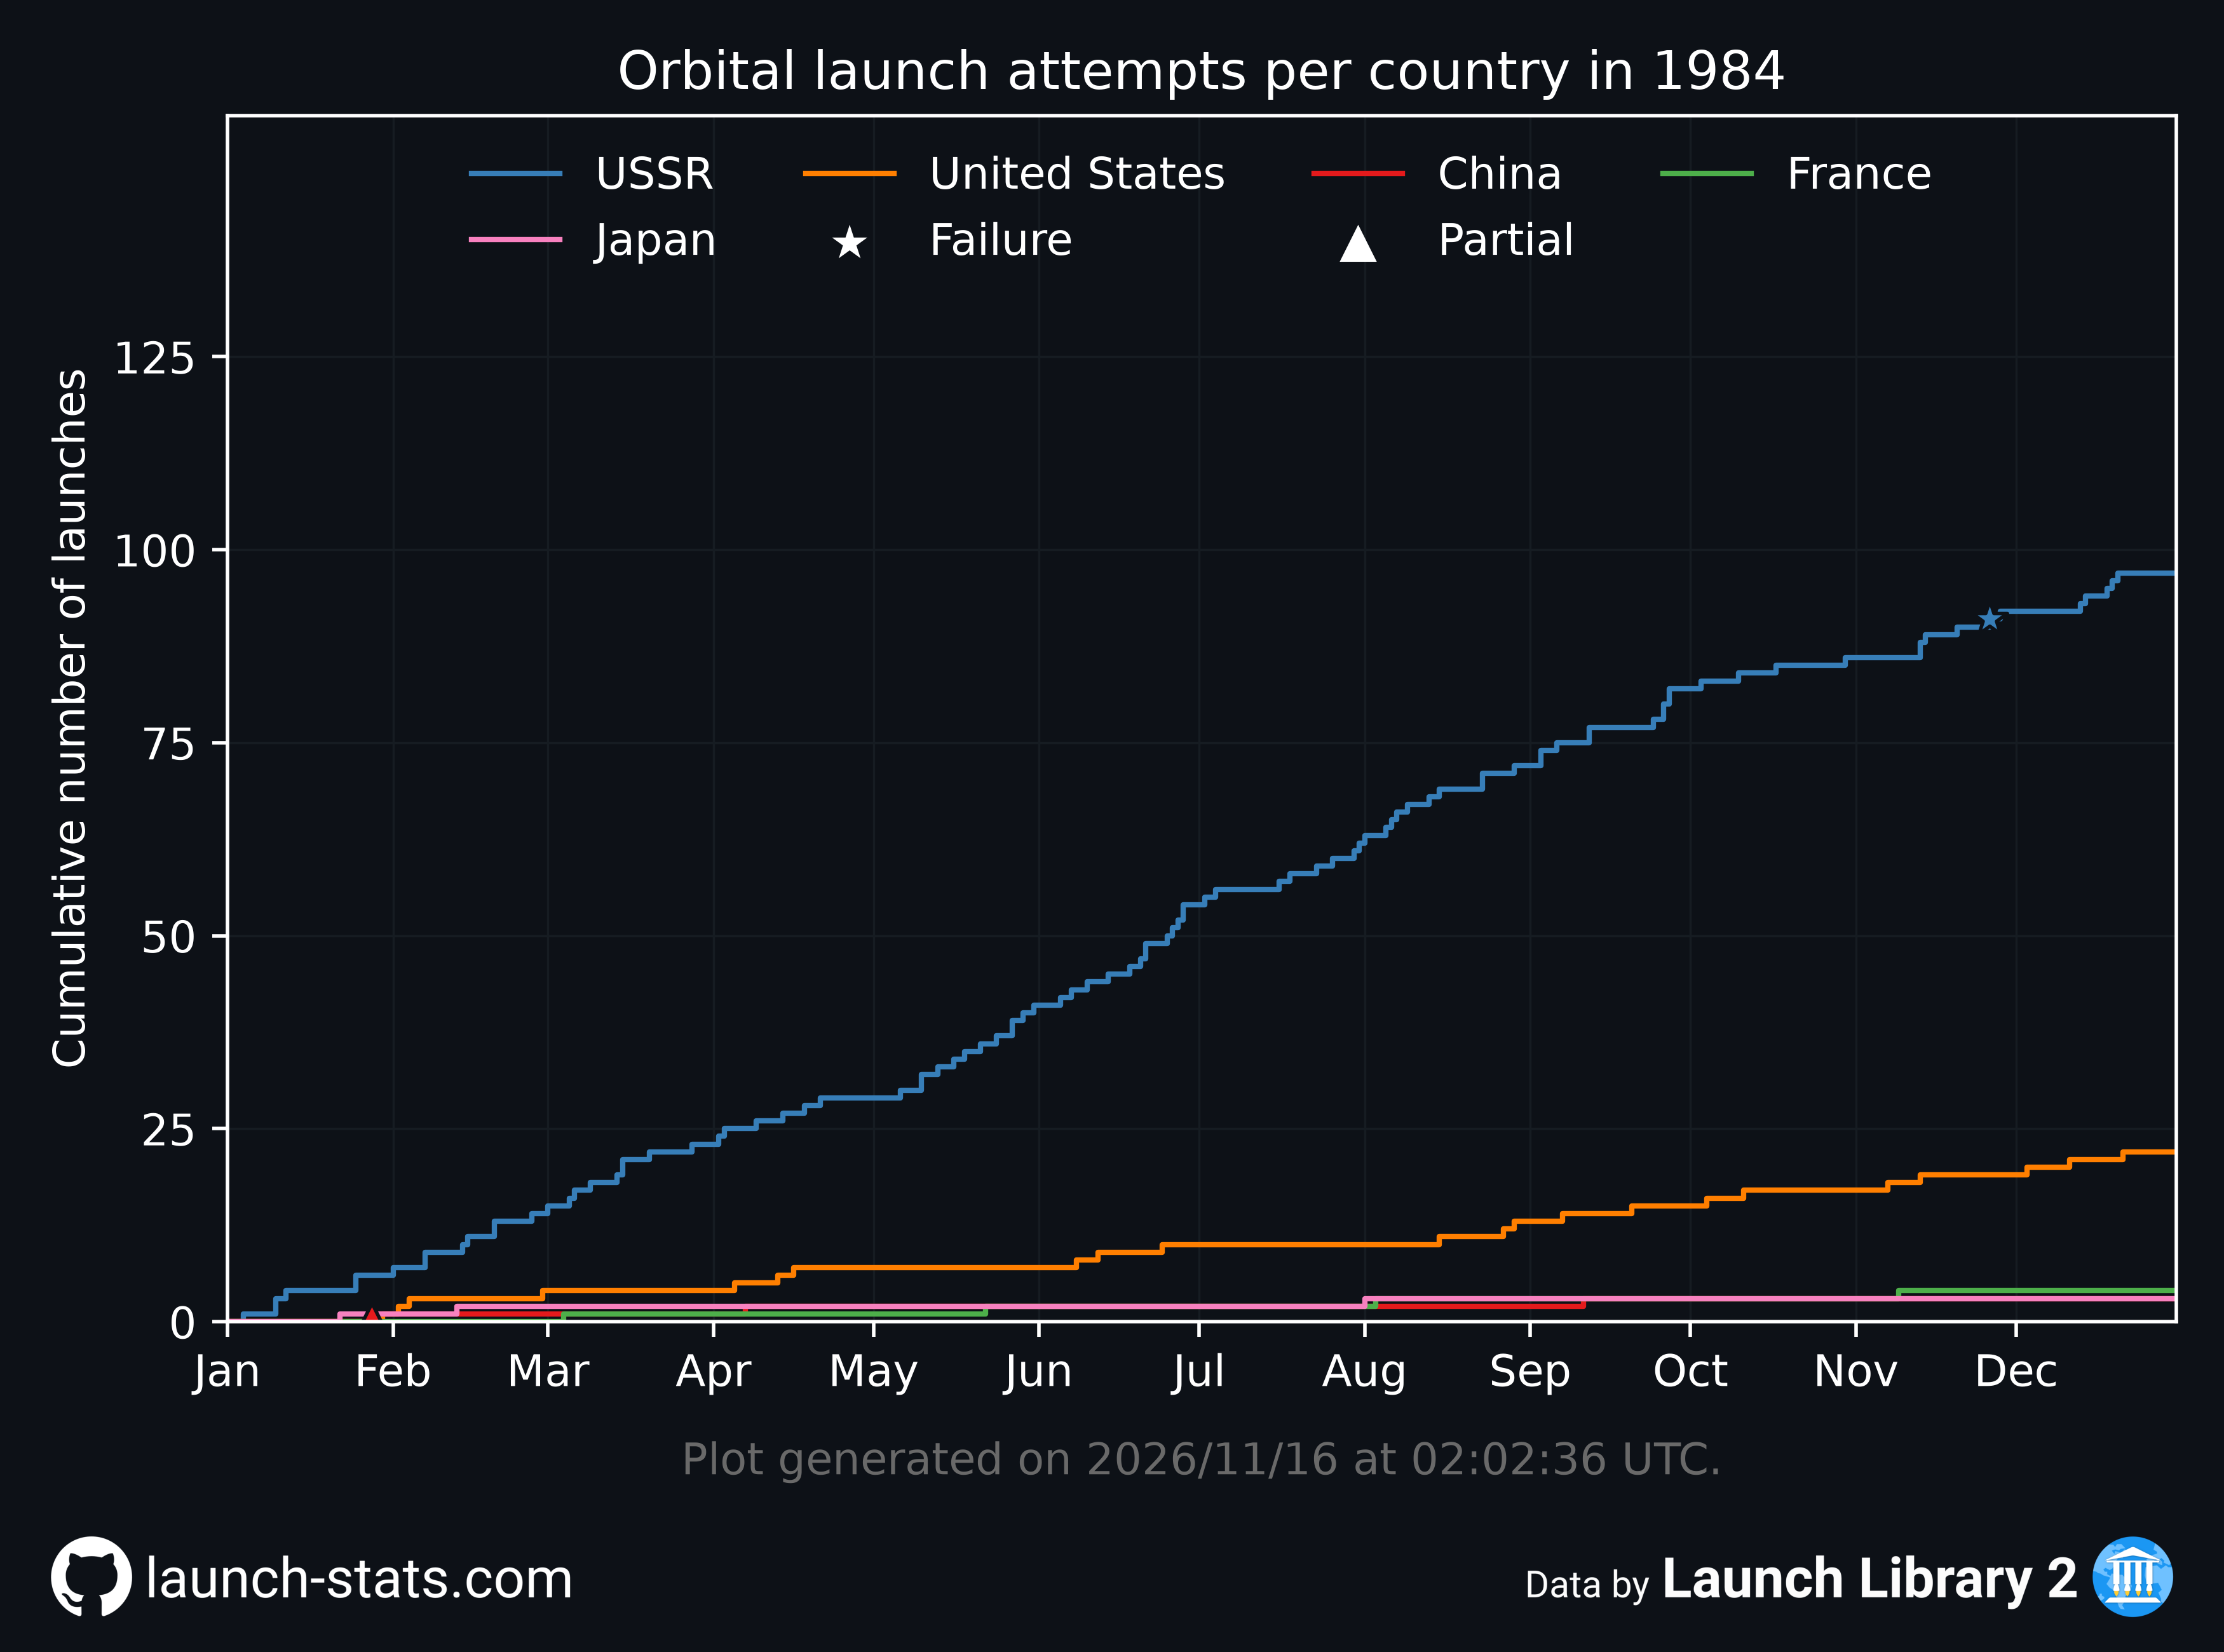 Orbital launch attempts per country in 1984
USSR United States China France
Japan Failure Partial
Cumulative number of launches
125
100
75
50
25
0
Jan Feb Mar Apr May Jun Jul Aug Sep Oct Nov Dec
Plot generated on 2026/11/16 at 02:02:36 UTC.
launch-stats.com
Data by Launch Library 2